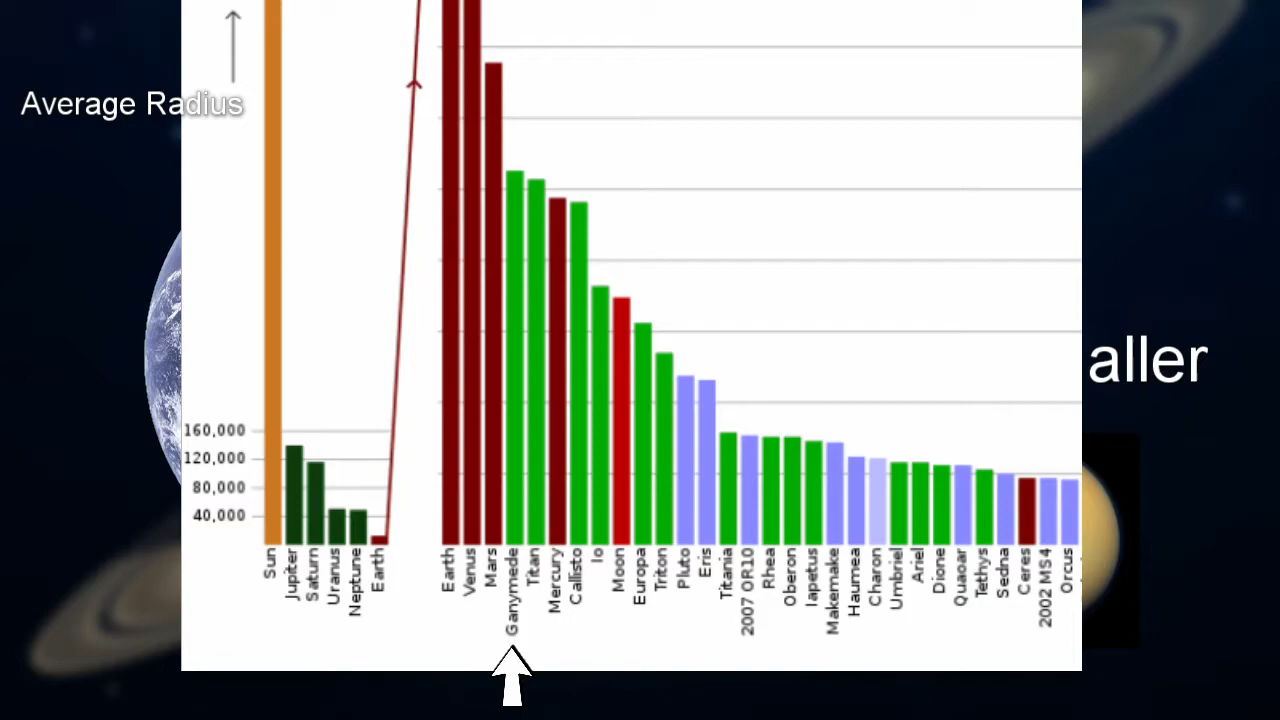 Average Radius
aller
160,000
120,000
80,000
40,000
Sun
Jupiter
Saturn
Uranus
Neptune
Earth
Earth
Venus
Mars
Ganymede
Titan
Mercury
Callisto
Io
Moon
Europa
Triton
Pluto
Eris
Titania
2007 OR10
Rhea
Oberon
Iapetus
Makemake
Haumea
Charon
Umbriel
Ariel
Dione
Quaoar
Tethys
Sedna
Ceres
2002 MS4
Orcus